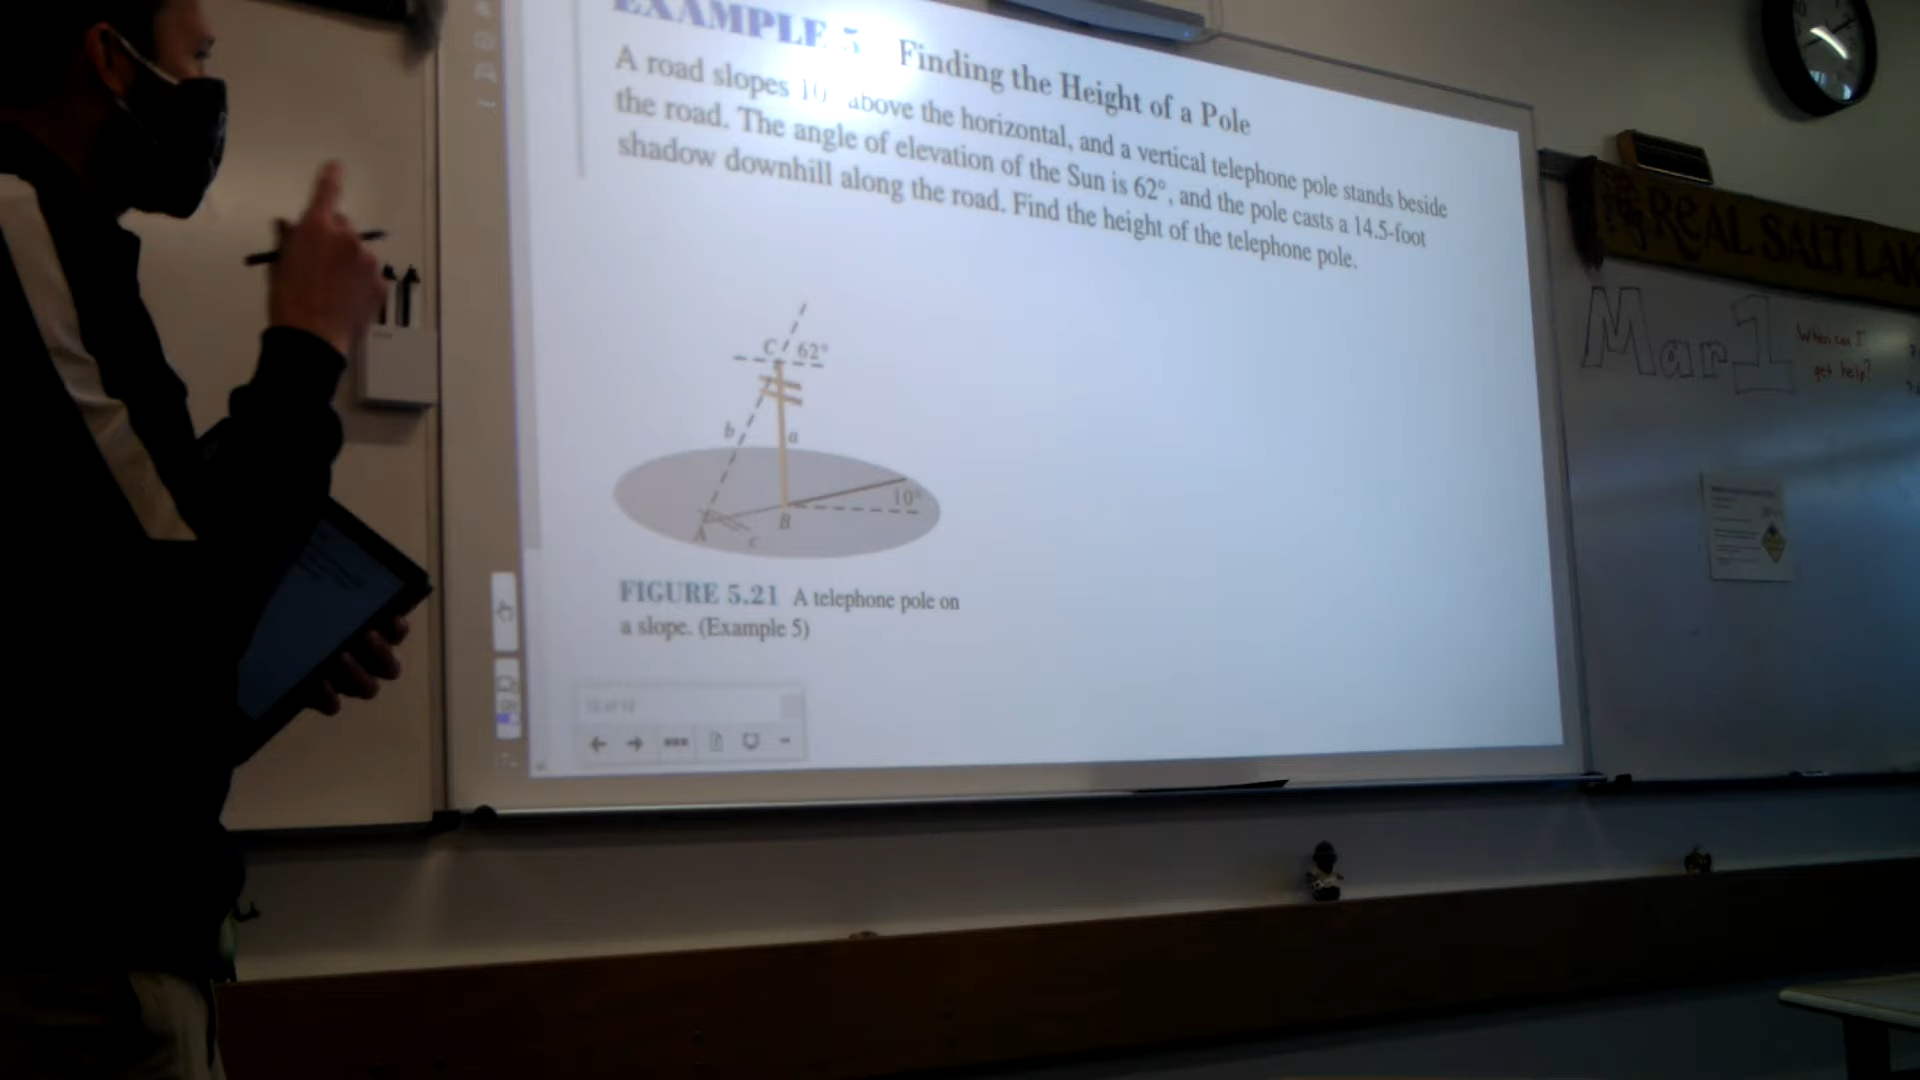 EXAMPLE 5 Finding the Height of a Pole
A road slopes 10 above the horizontal, and a vertical telephone pole stands beside
the road. The angle of elevation of the Sun is 62°, and the pole casts a 14.5-foot
shadow downhill along the road. Find the height of the telephone pole.
C 62°
b a
10°
A c B
FIGURE 5.21 A telephone pole on
a slope. (Example 5)
REAL SALT LAK
Mar 1
When can I
get help?